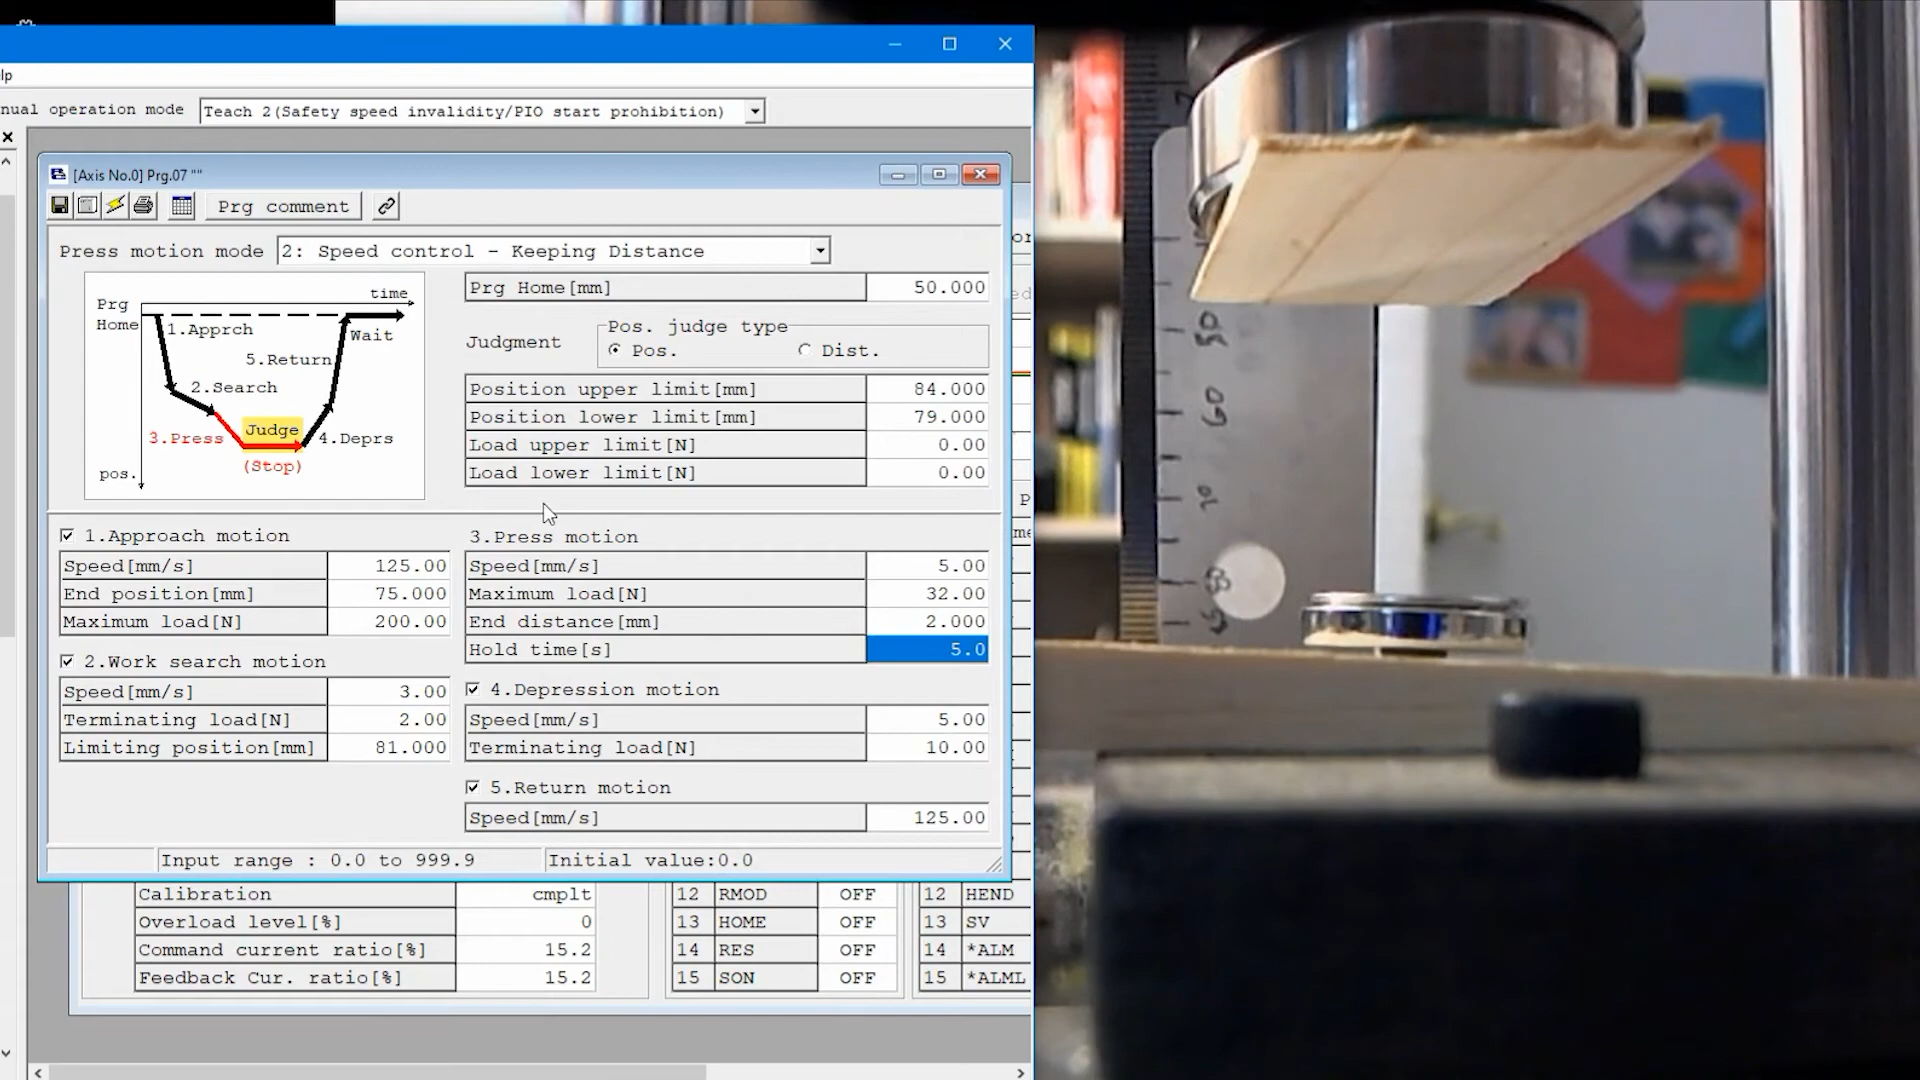 lp
nual operation mode Teach 2(Safety speed invalidity/PIO start prohibition)
[Axis No.0] Prg.07 ""
Prg comment
Press motion mode 2: Speed control - Keeping Distance
Prg Home
time
1.Apprch
Wait
5.Return
2.Search
3.Press
Judge
4.Deprs
(Stop)
pos.
Prg Home[mm] 50.000
Judgment
Pos. judge type
Pos. Dist.
Position upper limit[mm] 84.000
Position lower limit[mm] 79.000
Load upper limit[N] 0.00
Load lower limit[N] 0.00
1.Approach motion
Speed[mm/s] 125.00
End position[mm] 75.000
Maximum load[N] 200.00
2.Work search motion
Speed[mm/s] 3.00
Terminating load[N] 2.00
Limiting position[mm] 81.000
3.Press motion
Speed[mm/s] 5.00
Maximum load[N] 32.00
End distance[mm] 2.000
Hold time[s] 5.0
4.Depression motion
Speed[mm/s] 5.00
Terminating load[N] 10.00
5.Return motion
Speed[mm/s] 125.00
Input range : 0.0 to 999.9 Initial value:0.0
Calibration cmplt
Overload level[%] 0
Command current ratio[%] 15.2
Feedback Cur. ratio[%] 15.2
12 RMOD OFF
13 HOME OFF
14 RES OFF
15 SON OFF
12 HEND
13 SV
14 *ALM
15 *ALML
60